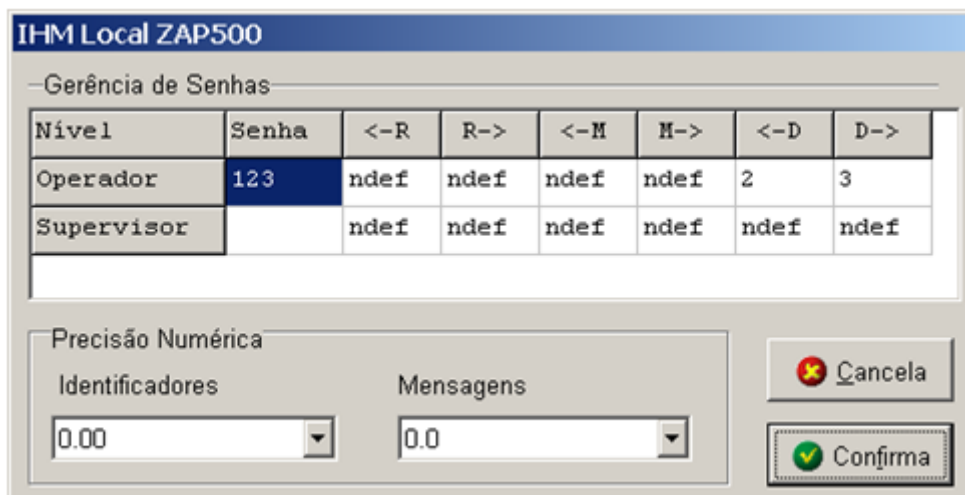 IHM Local ZAP500
Gerência de Senhas
Nível Senha <-R R-> <-M M-> <-D D->
Operador 123 ndef ndef ndef ndef 2 3
Supervisor ndef ndef ndef ndef ndef ndef
Precisão Numérica
Identificadores Mensagens
0.00 0.0
Cancela
Confirma